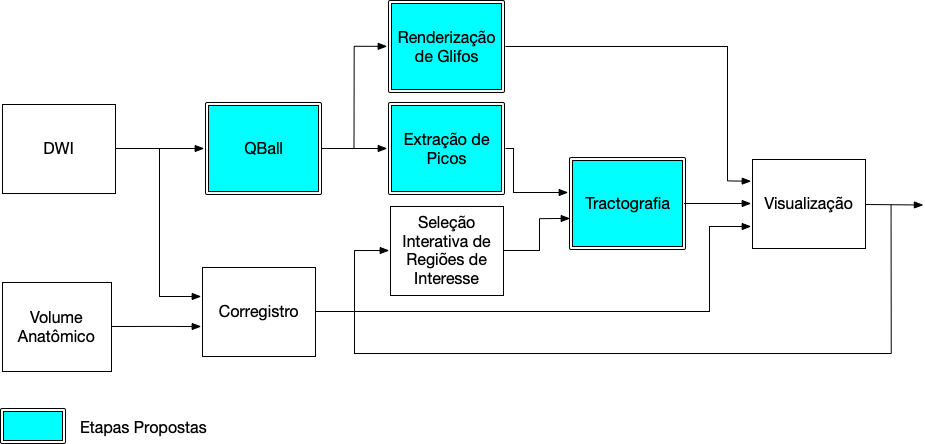 Renderização
de Glifos
DWI
QBall
Extração de
Picos
Tractografia
Visualização
Seleção
Interativa de
Regiões de
Interesse
Volume
Anatômico
Corregistro
Etapas Propostas